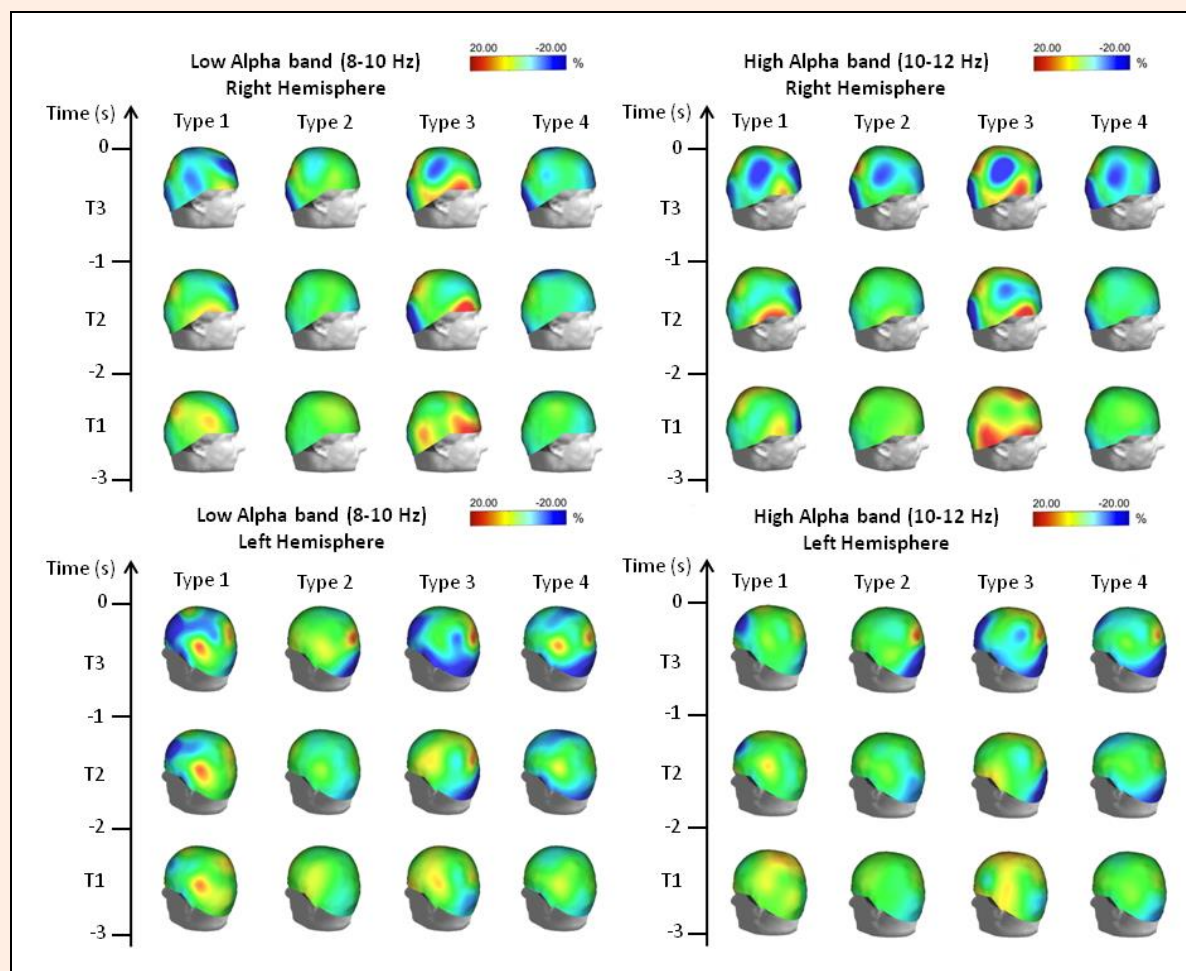 Low Alpha band (8-10 Hz)
Right Hemisphere
20.00 -20.00
%
Time (s)
Type 1 Type 2 Type 3 Type 4
0
T3
-1
T2
-2
T1
-3
High Alpha band (10-12 Hz)
Right Hemisphere
20.00 -20.00
%
Time (s)
Type 1 Type 2 Type 3 Type 4
0
T3
-1
T2
-2
T1
-3
Low Alpha band (8-10 Hz)
Left Hemisphere
20.00 -20.00
%
Time (s)
Type 1 Type 2 Type 3 Type 4
0
T3
-1
T2
-2
T1
-3
High Alpha band (10-12 Hz)
Left Hemisphere
20.00 -20.00
%
Time (s)
Type 1 Type 2 Type 3 Type 4
0
T3
-1
T2
-2
T1
-3